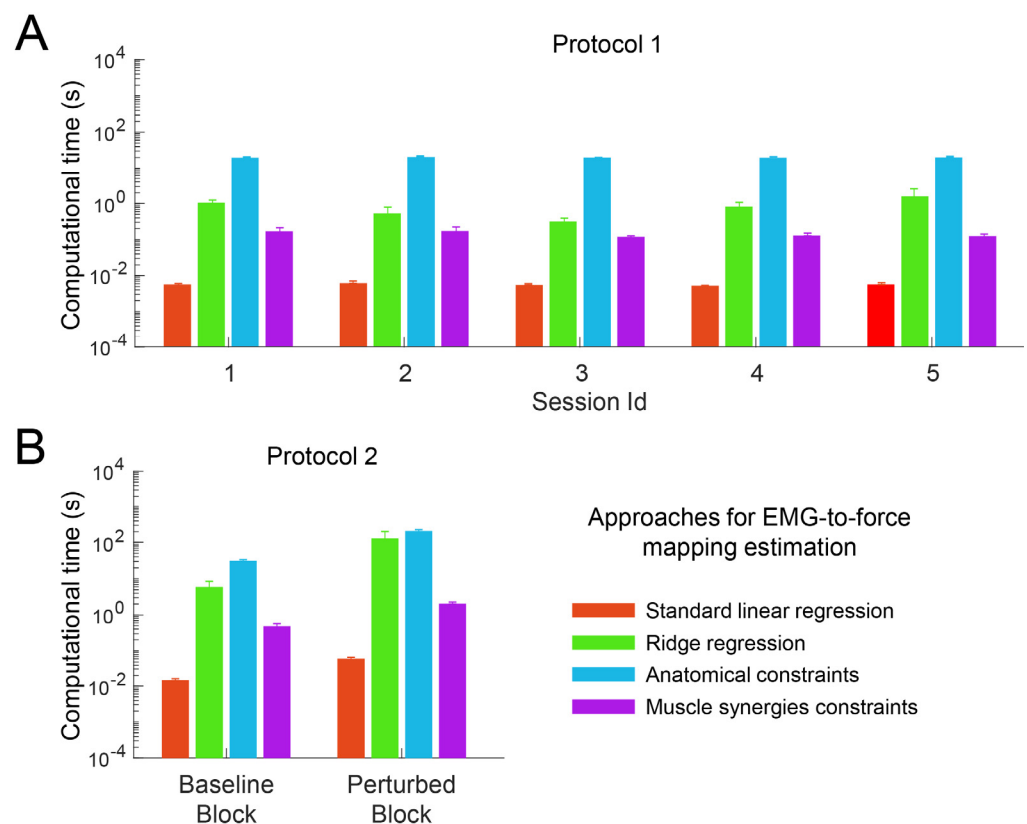 A
Protocol 1
Computational time (s)
10^4
10^2
10^0
10^-2
10^-4
1 2 3 4 5
Session Id
B
Protocol 2
Computational time (s)
10^4
10^2
10^0
10^-2
10^-4
Baseline
Block
Perturbed
Block
Approaches for EMG-to-force
mapping estimation
Standard linear regression
Ridge regression
Anatomical constraints
Muscle synergies constraints